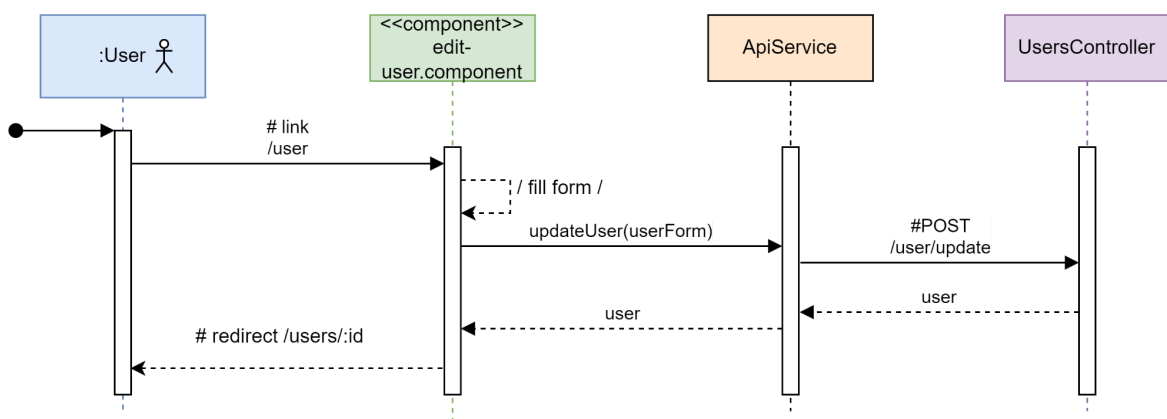 :User
<<component>>
edit-
user.component
ApiService
UsersController
# link
/user
/ fill form /
updateUser(userForm)
#POST
/user/update
user
user
# redirect /users/:id